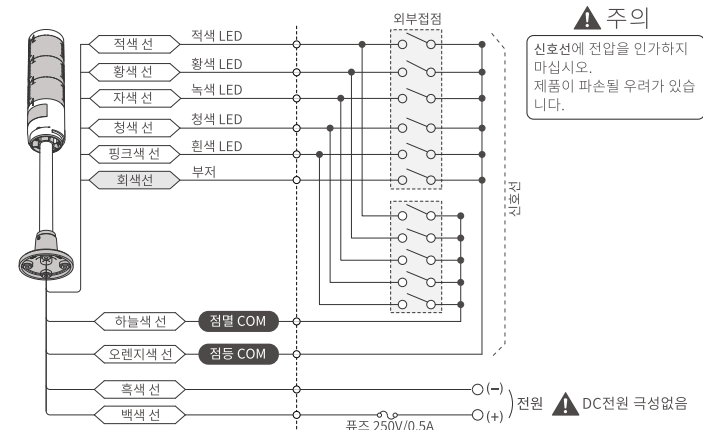 외부접점
주의
신호선에 전압을 인가하지
마십시오.
제품이 파손될 우려가 있습
니다.
적색 선 적색 LED
황색 선 황색 LED
자색 선 녹색 LED
청색 선 청색 LED
핑크색 선 흰색 LED
회색선 부저
신호선
하늘색 선 점멸 COM
오렌지색 선 점등 COM
흑색 선 (−)
전원 DC전원 극성없음
백색 선 (+)
퓨즈 250V/0.5A